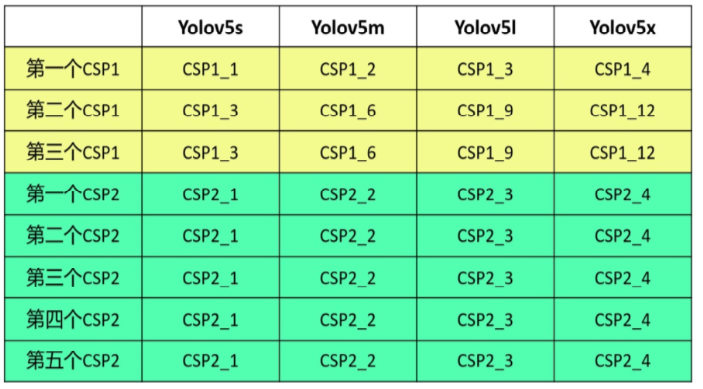 Yolov5s Yolov5m Yolov5l Yolov5x
第一个CSP1 CSP1_1 CSP1_2 CSP1_3 CSP1_4
第二个CSP1 CSP1_3 CSP1_6 CSP1_9 CSP1_12
第三个CSP1 CSP1_3 CSP1_6 CSP1_9 CSP1_12
第一个CSP2 CSP2_1 CSP2_2 CSP2_3 CSP2_4
第二个CSP2 CSP2_1 CSP2_2 CSP2_3 CSP2_4
第三个CSP2 CSP2_1 CSP2_2 CSP2_3 CSP2_4
第四个CSP2 CSP2_1 CSP2_2 CSP2_3 CSP2_4
第五个CSP2 CSP2_1 CSP2_2 CSP2_3 CSP2_4